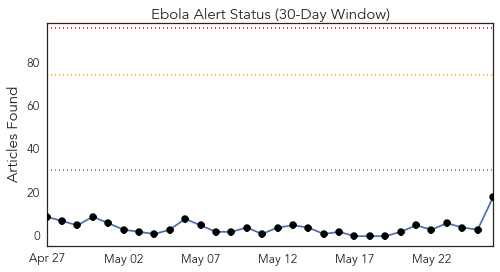 Ebola Alert Status (30-Day Window)
Articles Found
80
60
40
20
0
Apr 27 May 02 May 07 May 12 May 17 May 22